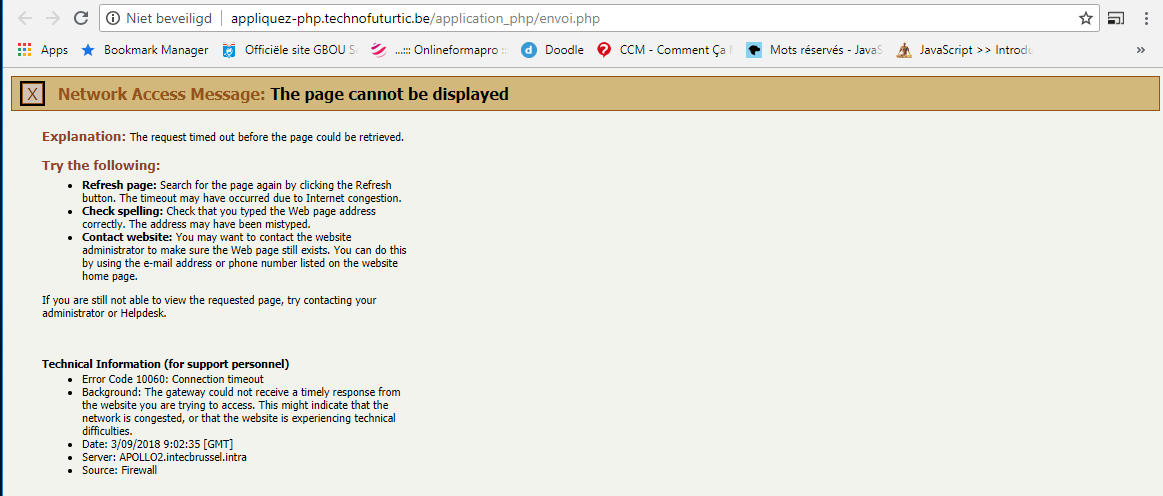 Niet beveiligd | appliquez-php.technofuturtic.be/application_php/envoi.php
Apps Bookmark Manager Officiële site GBOU S ...::: Onlineformapro :: Doodle CCM - Comment Ça Mots réservés - JavaS JavaScript >> Introdu »
X Network Access Message: The page cannot be displayed
Explanation: The request timed out before the page could be retrieved.
Try the following:
• Refresh page: Search for the page again by clicking the Refresh
button. The timeout may have occurred due to Internet congestion.
• Check spelling: Check that you typed the Web page address
correctly. The address may have been mistyped.
• Contact website: You may want to contact the website
administrator to make sure the Web page still exists. You can do this
by using the e-mail address or phone number listed on the website
home page.
If you are still not able to view the requested page, try contacting your
administrator or Helpdesk.
Technical Information (for support personnel)
• Error Code 10060: Connection timeout
• Background: The gateway could not receive a timely response from
the website you are trying to access. This might indicate that the
network is congested, or that the website is experiencing technical
difficulties.
• Date: 3/09/2018 9:02:35 [GMT]
• Server: APOLLO2.intecbrussel.intra
• Source: Firewall